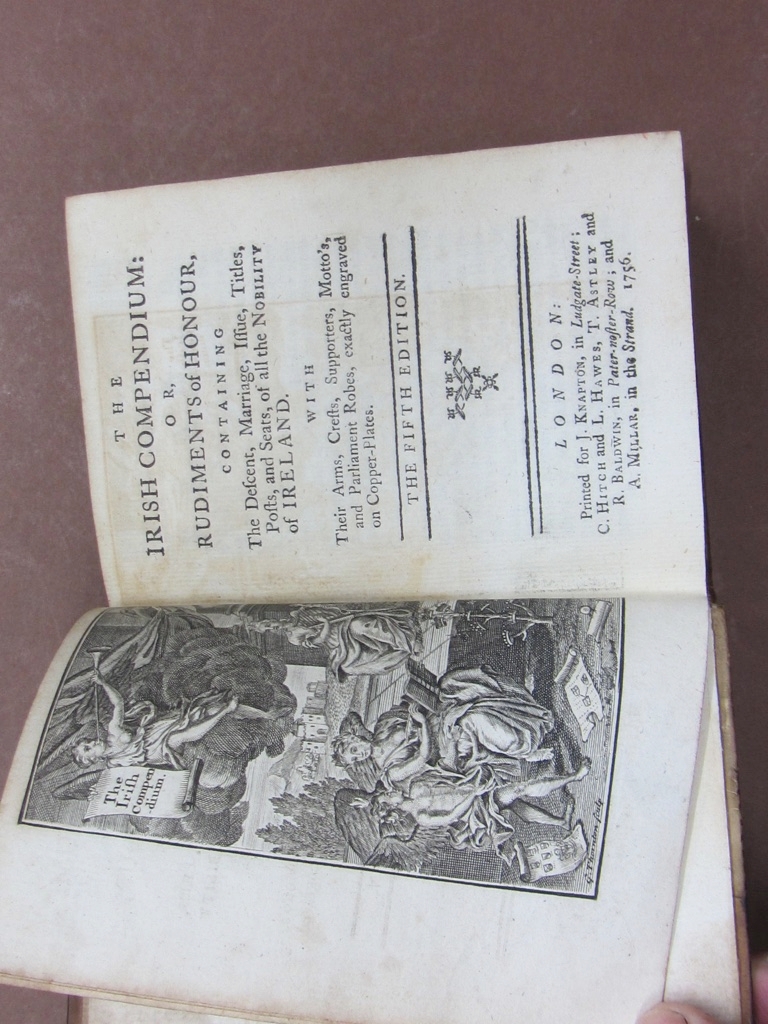 The
Iriſh
Compen
-dium.
THE
IRISH COMPENDIUM:
OR,
RUDIMENTS of HONOUR,
CONTAINING
The Deſcent, Marriage, Iſſue, Titles,
Poſts, and Seats, of all the NOBILITY
of IRELAND.
WITH
Their Arms, Creſts, Supporters, Motto's,
and Parliament Robes, exactly engraved
on Copper-Plates.
THE FIFTH EDITION.
LONDON:
Printed for J. KNAPTON, in Ludgate-Street;
C. HITCH and L. HAWES, T. ASTLEY and
R. BALDWIN, in Pater-noſter-Row; and
A. MILLAR, in the Strand. 1756.